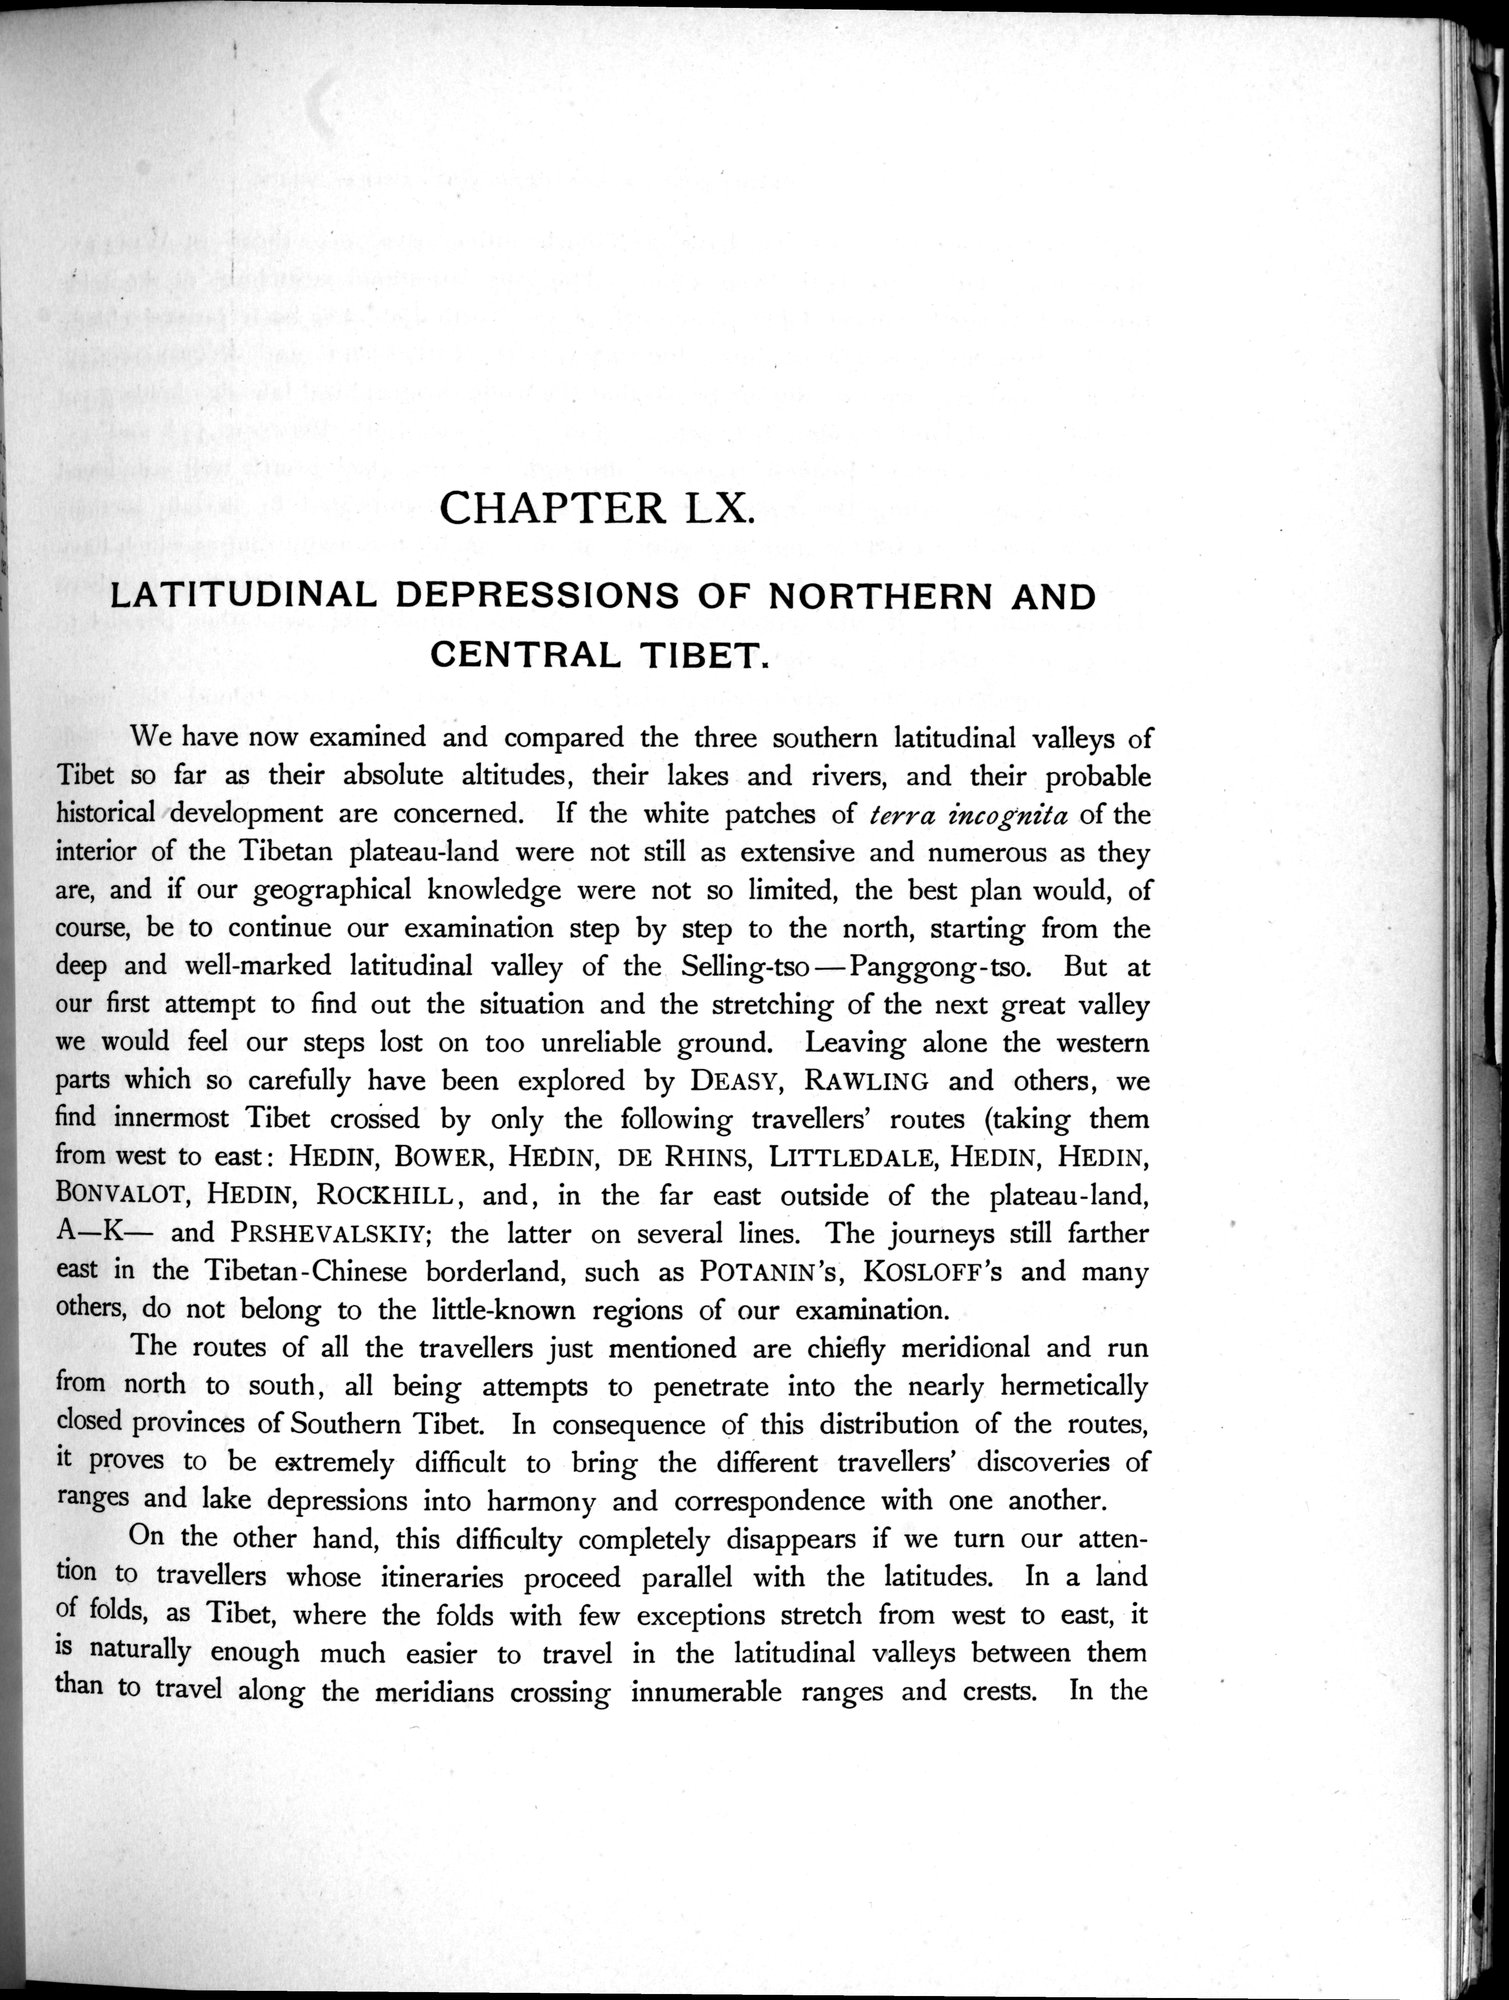 CHAPTER LX.
LATITUDINAL DEPRESSIONS OF NORTHERN AND
CENTRAL TIBET.
We have now examined and compared the three southern latitudinal valleys of
Tibet so far as their absolute altitudes, their lakes and rivers, and their probable
historical development are concerned. If the white patches of terra incognita of the
interior of the Tibetan plateau-land were not still as extensive and numerous as they
are, and if our geographical knowledge were not so limited, the best plan would, of
course, be to continue our examination step by step to the north, starting from the
deep and well-marked latitudinal valley of the Selling-tso—Panggong-tso. But at
our first attempt to find out the situation and the stretching of the next great valley
we would feel our steps lost on too unreliable ground. Leaving alone the western
parts which so carefully have been explored by DEASY, RAWLING and others, we
find innermost Tibet crossed by only the following travellers' routes (taking them
from west to east: HEDIN, BOWER, HEDIN, DE RHINS, LITTLEDALE, HEDIN, HEDIN,
BONVALOT, HEDIN, ROCKHILL, and, in the far east outside of the plateau-land,
A—K— and PRSHEVALSKIY; the latter on several lines. The journeys still farther
east in the Tibetan-Chinese borderland, such as POTANIN's, KOSLOFF's and many
others, do not belong to the little-known regions of our examination.
The routes of all the travellers just mentioned are chiefly meridional and run
from north to south, all being attempts to penetrate into the nearly hermetically
closed provinces of Southern Tibet. In consequence of this distribution of the routes,
it proves to be extremely difficult to bring the different travellers' discoveries of
ranges and lake depressions into harmony and correspondence with one another.
On the other hand, this difficulty completely disappears if we turn our atten-
tion to travellers whose itineraries proceed parallel with the latitudes. In a land
of folds, as Tibet, where the folds with few exceptions stretch from west to east, it
is naturally enough much easier to travel in the latitudinal valleys between them
than to travel along the meridians crossing innumerable ranges and crests. In the